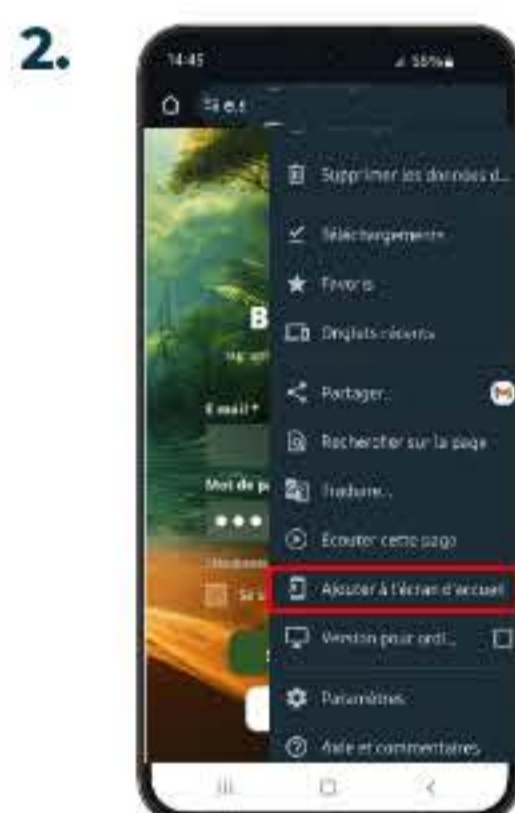 2.
14:45
55%
Supprimer les données d...
Téléchargements
Favoris
Onglets récents
Partager...
Rechercher sur la page
B
E-mail *
Traduire...
Mot de p
Écouter cette page
Ajouter à l'écran d'accueil
Version pour ordi...
Paramètres
Aide et commentaires